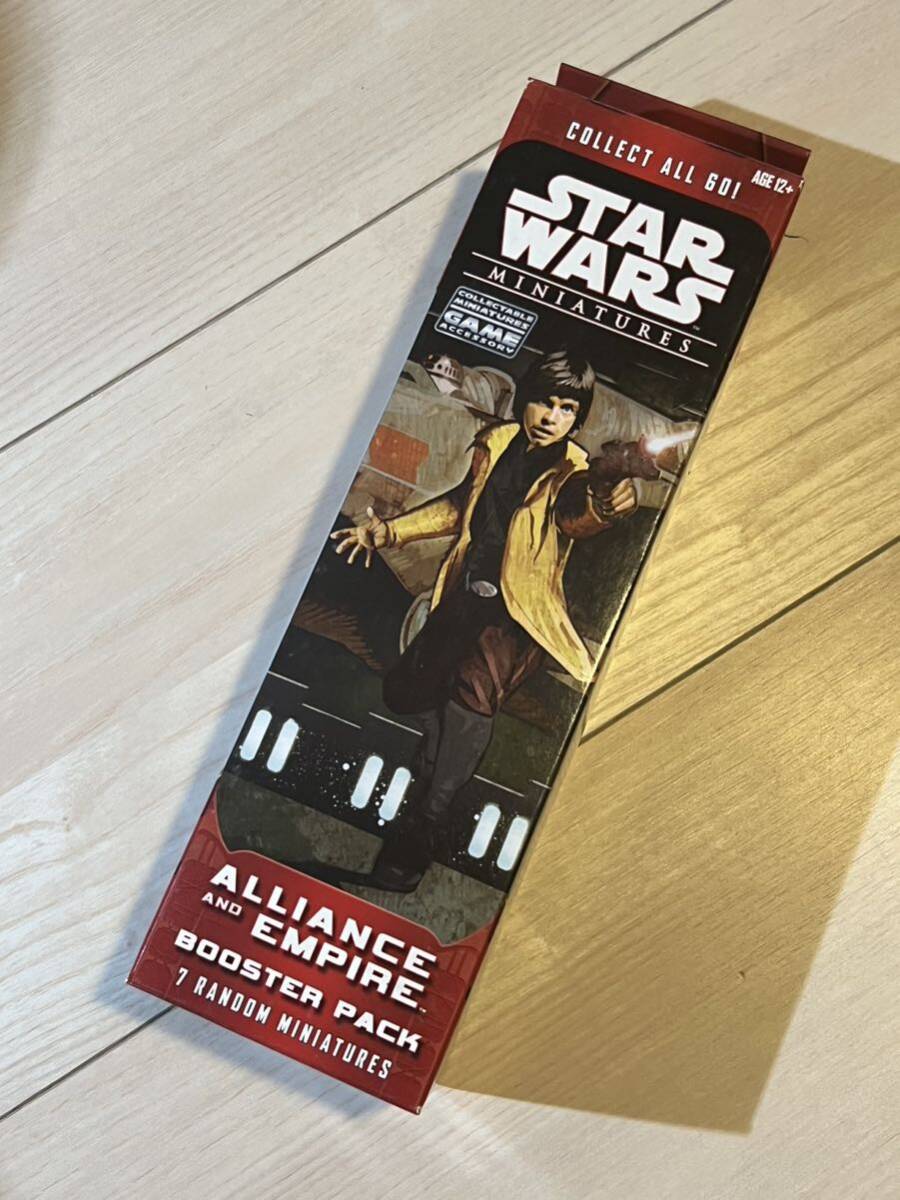 COLLECT ALL 60!
AGE 12+
STAR
WARS
MINIATURES
COLLECTABLE
MINIATURES
GAME
ACCESSORY
ALLIANCE
AND EMPIRE™
BOOSTER PACK
7 RANDOM MINIATURES